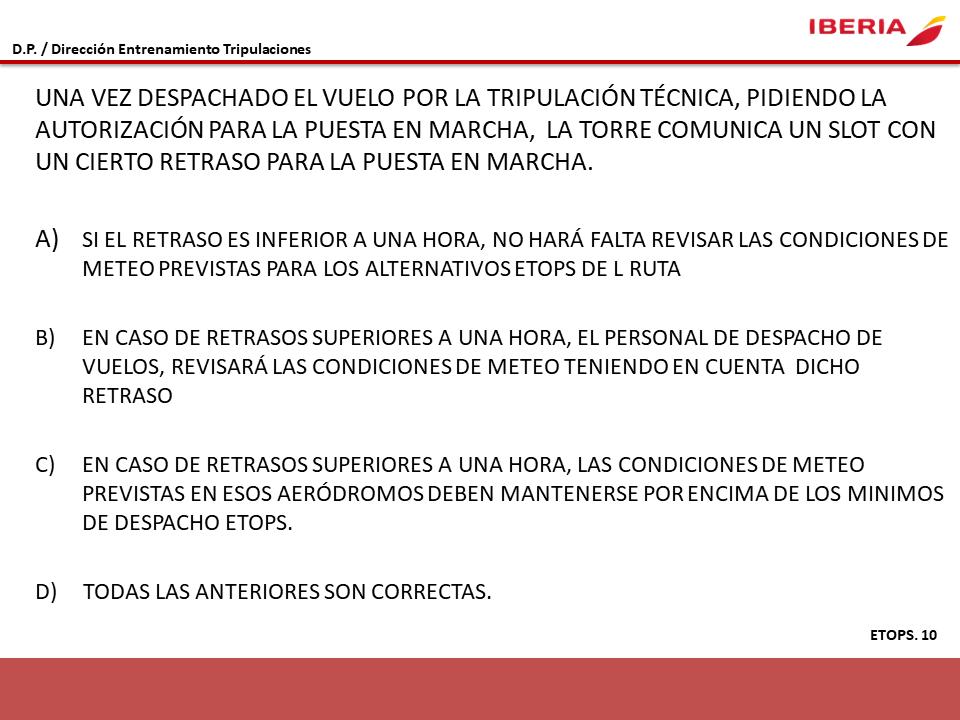 IBERIA
D.P. / Dirección Entrenamiento Tripulaciones
UNA VEZ DESPACHADO EL VUELO POR LA TRIPULACIÓN TÉCNICA, PIDIENDO LA
AUTORIZACIÓN PARA LA PUESTA EN MARCHA, LA TORRE COMUNICA UN SLOT CON
UN CIERTO RETRASO PARA LA PUESTA EN MARCHA.
A) SI EL RETRASO ES INFERIOR A UNA HORA, NO HARÁ FALTA REVISAR LAS CONDICIONES DE
METEO PREVISTAS PARA LOS ALTERNATIVOS ETOPS DE L RUTA
B) EN CASO DE RETRASOS SUPERIORES A UNA HORA, EL PERSONAL DE DESPACHO DE
VUELOS, REVISARÁ LAS CONDICIONES DE METEO TENIENDO EN CUENTA DICHO
RETRASO
C) EN CASO DE RETRASOS SUPERIORES A UNA HORA, LAS CONDICIONES DE METEO
PREVISTAS EN ESOS AERÓDROMOS DEBEN MANTENERSE POR ENCIMA DE LOS MINIMOS
DE DESPACHO ETOPS.
D) TODAS LAS ANTERIORES SON CORRECTAS.
ETOPS. 10